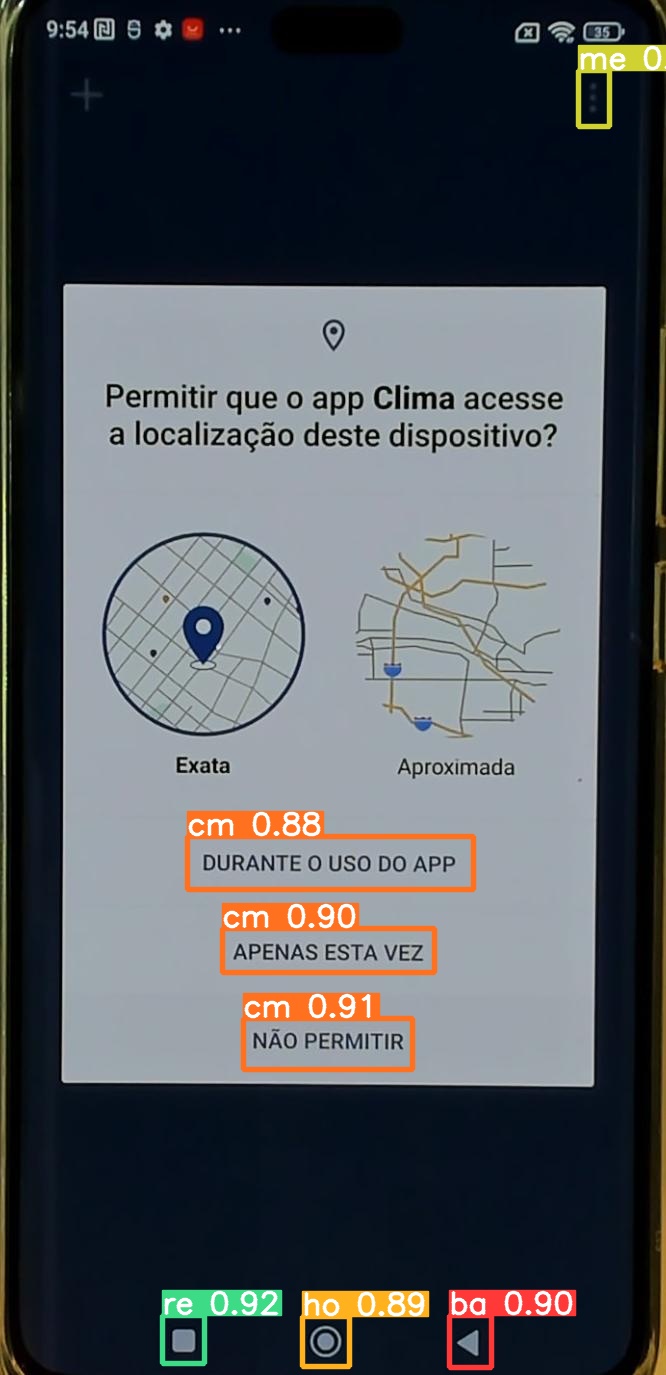 9:54
35
me 0.
Permitir que o app Clima acesse
a localização deste dispositivo?
Exata
Aproximada
cm 0.88
DURANTE O USO DO APP
cm 0.90
APENAS ESTA VEZ
cm 0.91
NÃO PERMITIR
re 0.92
ho 0.89
ba 0.90